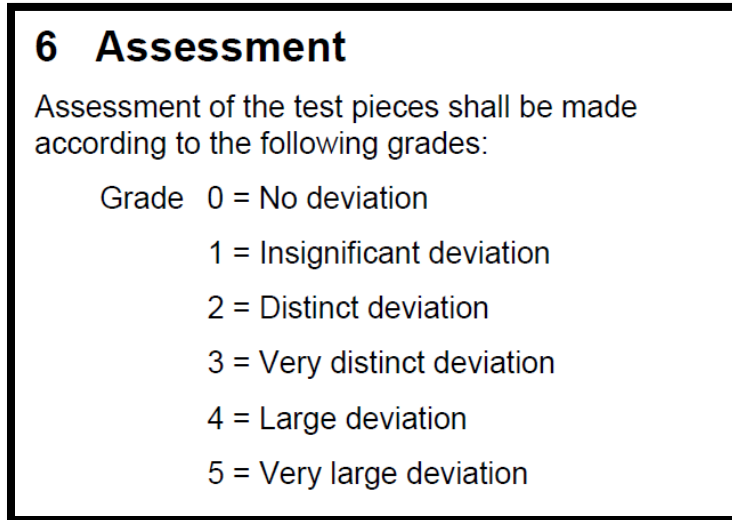 6 Assessment
Assessment of the test pieces shall be made
according to the following grades:
Grade 0 = No deviation
1 = Insignificant deviation
2 = Distinct deviation
3 = Very distinct deviation
4 = Large deviation
5 = Very large deviation